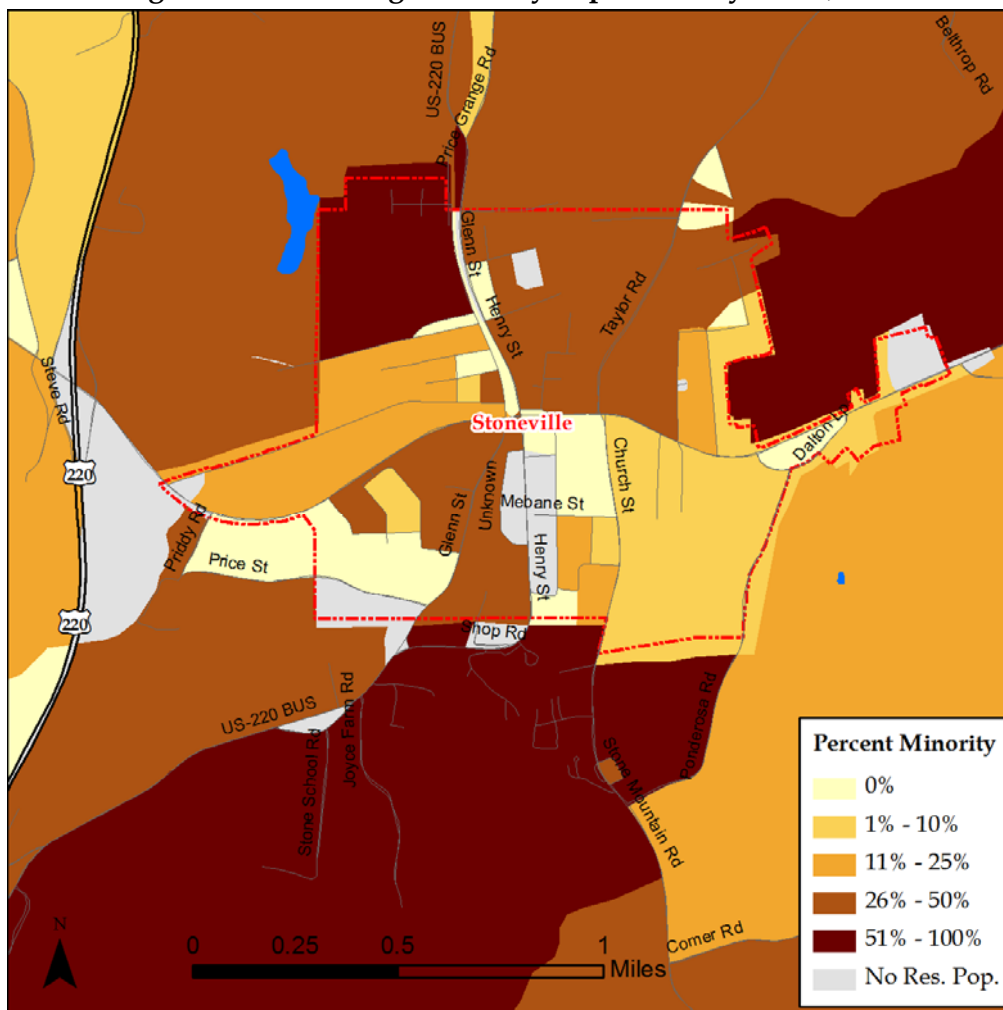 US-220 BUS
Price Grange Rd
Belthrop Rd
Glenn St
Henry St
Taylor Rd
Steve Rd
220
Stoneville
Dalton Ln
Church St
Unknown
Glenn St
Mebane St
Henry St
Priddy Rd
Price St
220
Shop Rd
US-220 BUS
Joyce Farm Rd
Stone School Rd
Ponderosa Rd
Stone Mountain Rd
Comer Rd
Percent Minority
0%
1% - 10%
11% - 25%
26% - 50%
51% - 100%
No Res. Pop.
N
0 0.25 0.5 1
Miles